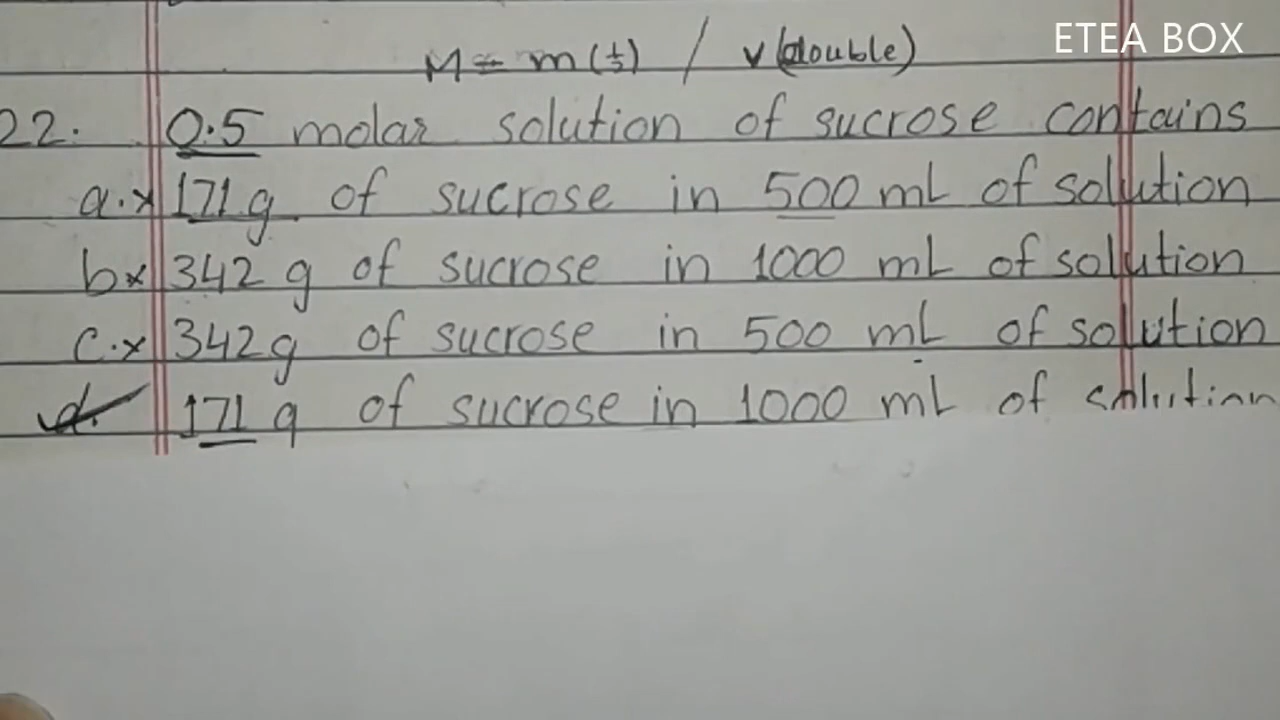 ETEA BOX
M = m (1/2) / v (double)
22. 0.5 molar solution of sucrose contains
a. x 171 g of sucrose in 500 mL of solution
b x 342 g of sucrose in 1000 mL of solution
c. x 342 g of sucrose in 500 mL of solution
d. 171 g of sucrose in 1000 mL of solution